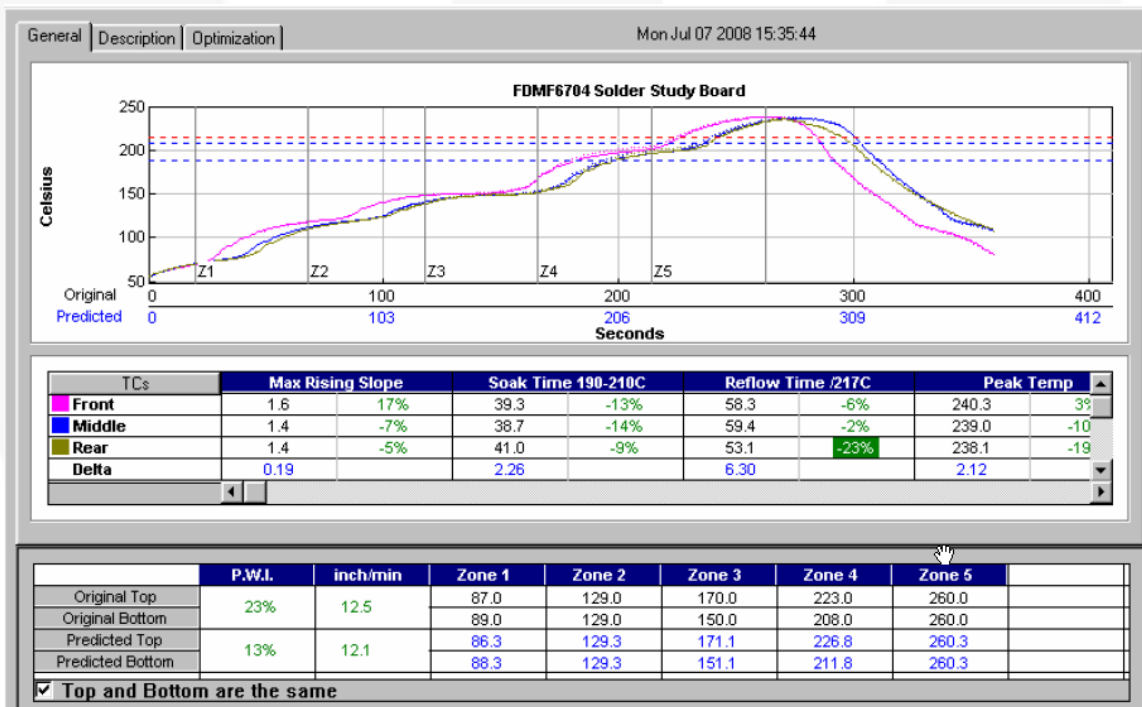 General Description Optimization Mon Jul 07 2008 15:35:44
FDMF6704 Solder Study Board
Celsius
250
200
150
100
50
Z1 Z2 Z3 Z4 Z5
Original 0 100 200 300 400
Predicted 0 103 206 309 412
Seconds
TCs Max Rising Slope Soak Time 190-210C Reflow Time /217C Peak Temp
Front 1.6 17% 39.3 -13% 58.3 -6% 240.3 3%
Middle 1.4 -7% 38.7 -14% 59.4 -2% 239.0 -10
Rear 1.4 -5% 41.0 -9% 53.1 -23% 238.1 -19
Delta 0.19 2.26 6.30 2.12
P.W.I. inch/min Zone 1 Zone 2 Zone 3 Zone 4 Zone 5
Original Top 23% 12.5 87.0 129.0 170.0 223.0 260.0
Original Bottom 89.0 129.0 150.0 208.0 260.0
Predicted Top 13% 12.1 86.3 129.3 171.1 226.8 260.3
Predicted Bottom 88.3 129.3 151.1 211.8 260.3
Top and Bottom are the same